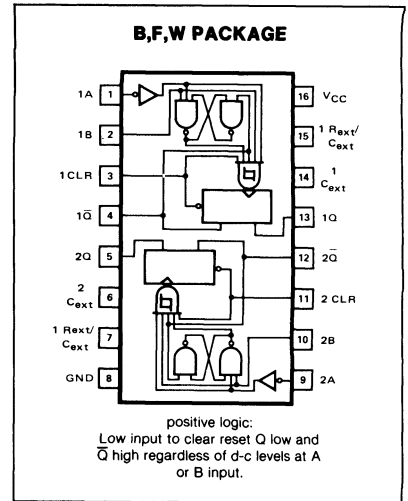 B,F,W PACKAGE
1A 1
1B 2
1CLR 3
1Q̅ 4
2Q 5
2 Cext 6
1 Rext/ Cext 7
GND 8
16 VCC
15 1 Rext/ Cext
14 1 Cext
13 1Q
12 2Q̅
11 2 CLR
10 2B
9 2A
positive logic:
Low input to clear reset Q low and
Q̅ high regardless of d-c levels at A
or B input.